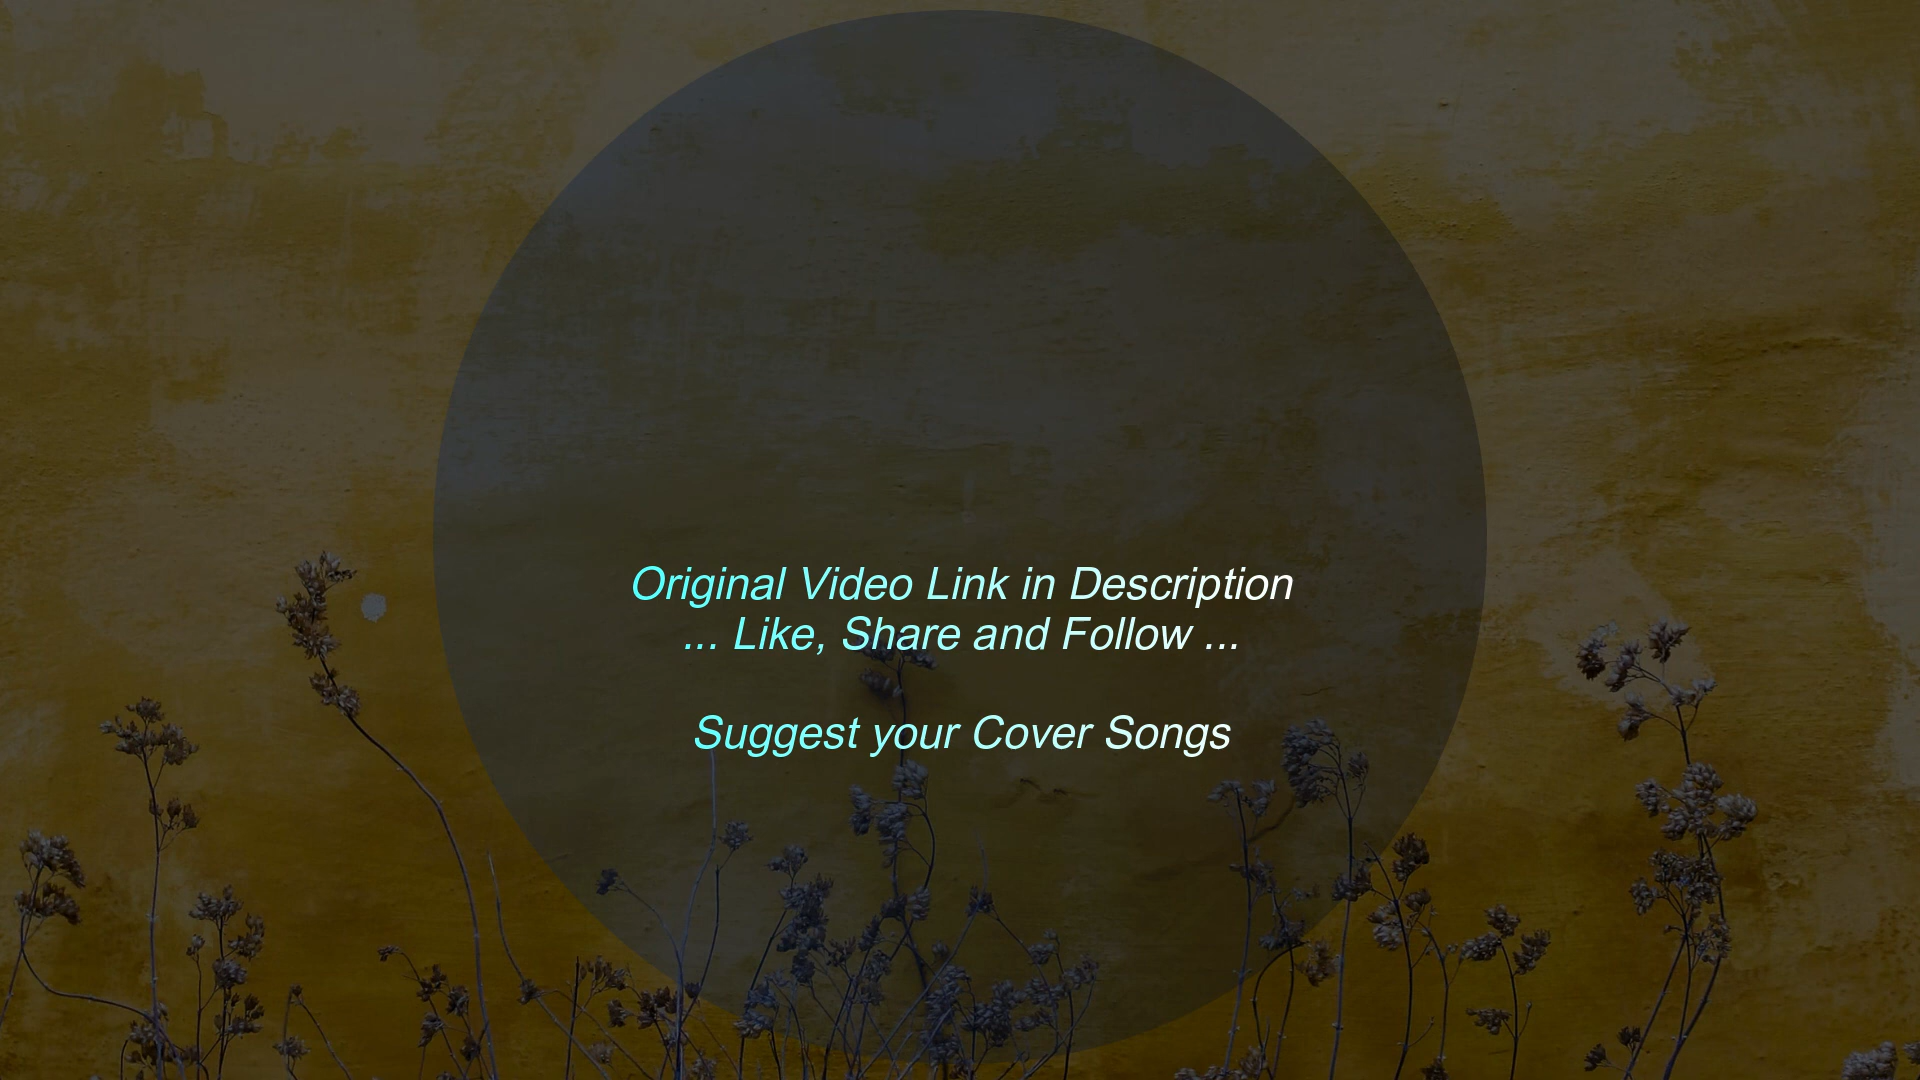 Original Video Link in Description
... Like, Share and Follow ...
Suggest your Cover Songs